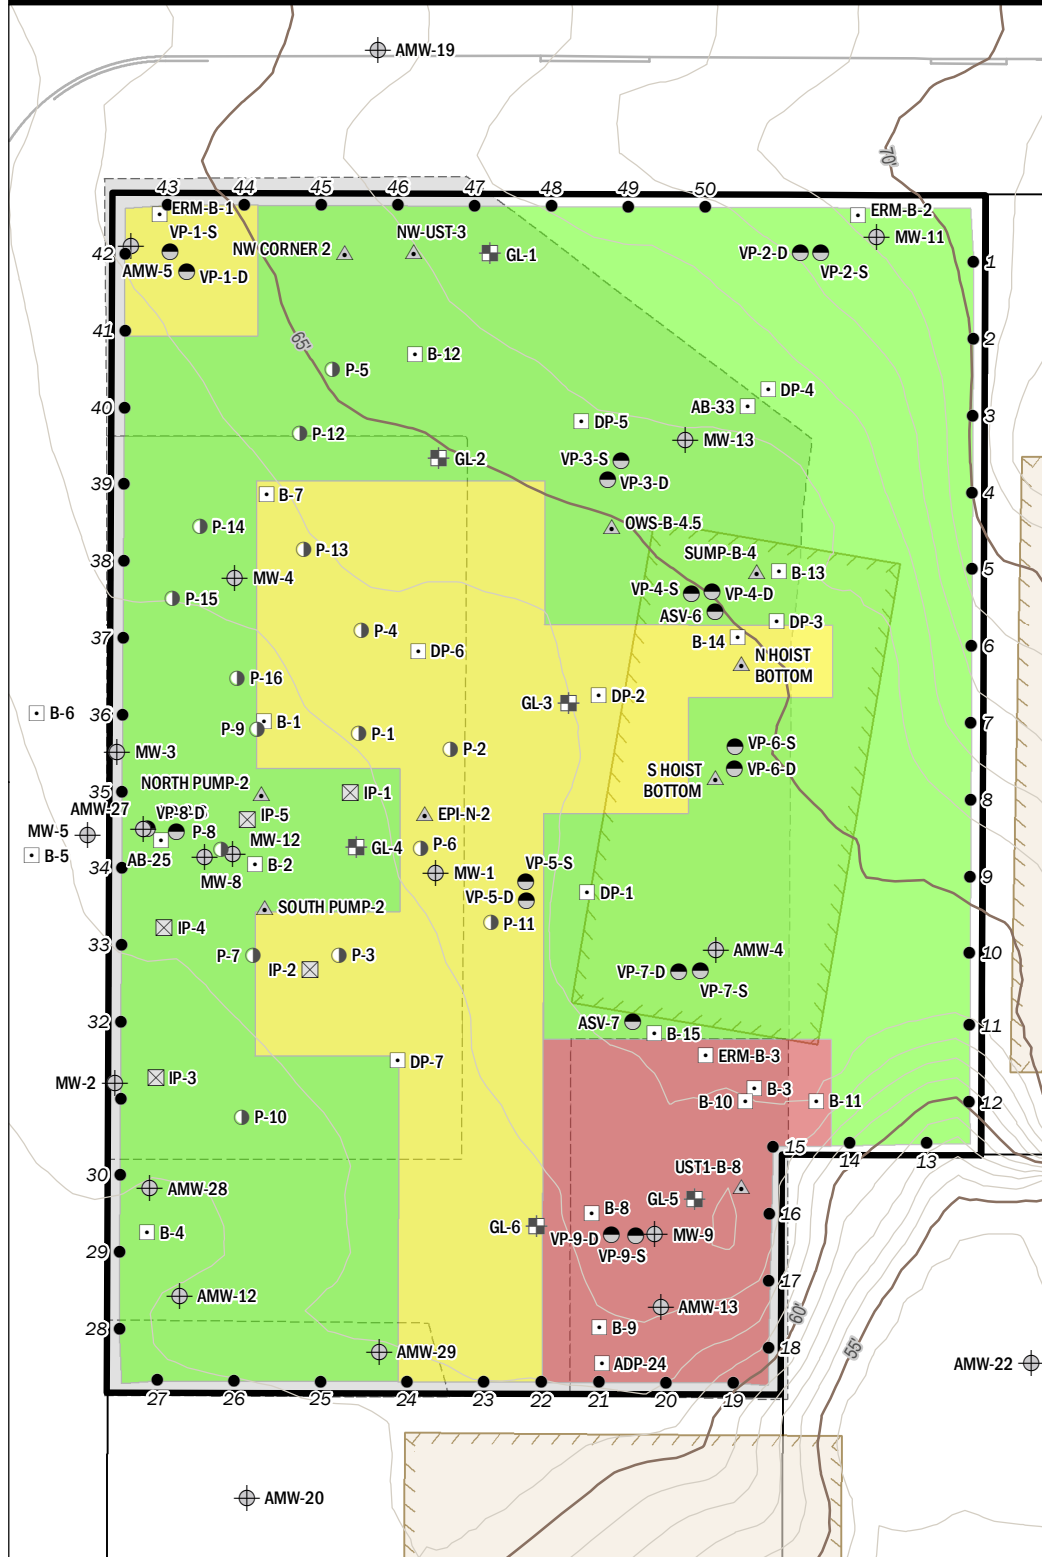 AMW-19
70'
43 44 45 46 47 48 49 50
ERM-B-1
ERM-B-2
VP-1-S
NW-UST-3
MW-11
NW CORNER 2
GL-1
VP-2-D
VP-2-S
42
AMW-5
VP-1-D
1
41
65'
2
B-12
P-5
DP-4
40
AB-33
3
DP-5
P-12
MW-13
GL-2
VP-3-S
39
VP-3-D
4
B-7
P-14
OWS-B-4.5
P-13
SUMP-B-4
38
5
MW-4
B-13
VP-4-S
VP-4-D
P-15
ASV-6
DP-3
37
P-4
B-14
6
DP-6
N HOIST
BOTTOM
P-16
DP-2
GL-3
B-6
36
B-1
7
P-9
P-1
MW-3
P-2
VP-6-S
S HOIST
BOTTOM
VP-6-D
NORTH PUMP-2
35
IP-1
8
AMW-27
VP-8-D
IP-5
EPI-N-2
MW-5
P-8
MW-12
GL-4
P-6
B-5
AB-25
B-2
VP-5-S
34
MW-8
MW-1
9
VP-5-D
DP-1
SOUTH PUMP-2
P-11
IP-4
33
AMW-4
10
P-7
P-3
IP-2
VP-7-D
VP-7-S
32
ASV-7
11
B-15
DP-7
ERM-B-3
MW-2
IP-3
B-3
B-10
B-11
12
P-10
15
14
13
30
UST1-B-8
AMW-28
GL-5
B-8
16
B-4
GL-6
VP-9-D
MW-9
29
VP-9-S
17
AMW-12
AMW-13
60'
28
B-9
55'
18
AMW-29
ADP-24
AMW-22
27 26 25 24 23 22 21 20 19
AMW-20